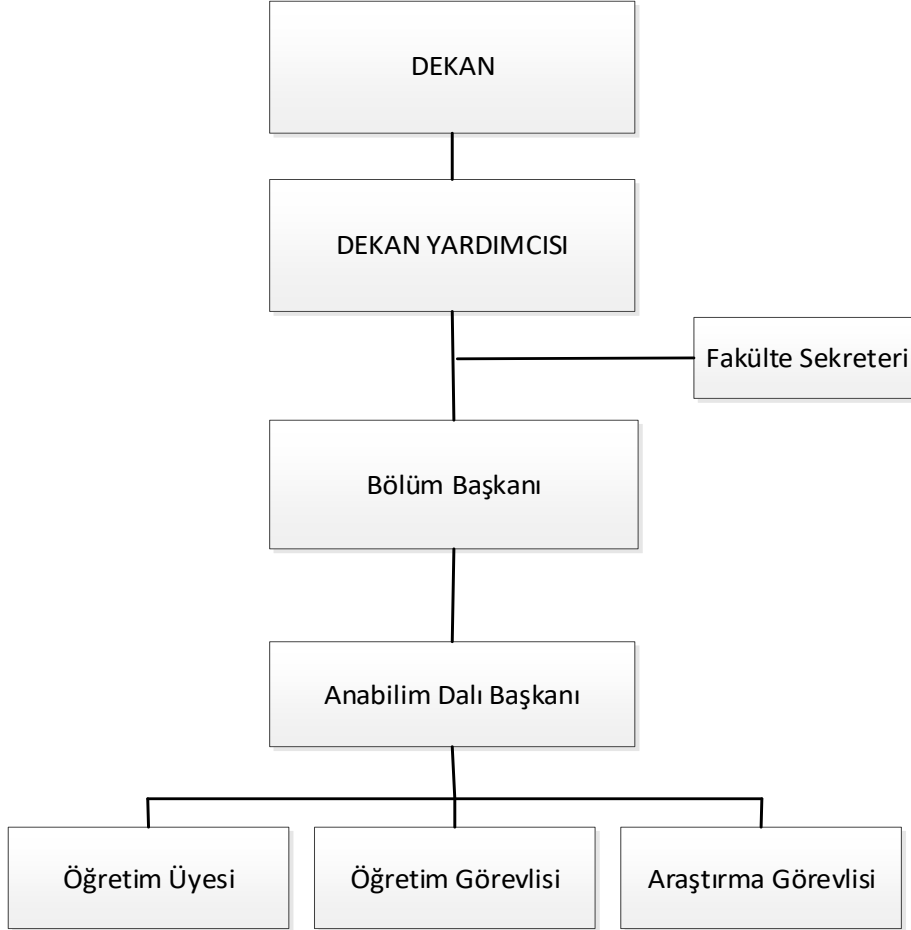 DEKAN
DEKAN YARDIMCISI
Fakülte Sekreteri
Bölüm Başkanı
Anabilim Dalı Başkanı
Öğretim Üyesi
Öğretim Görevlisi
Araştırma Görevlisi